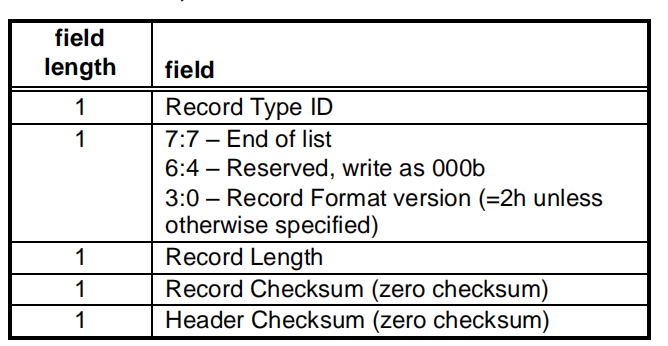 field
length
field
1
Record Type ID
1
7:7 – End of list
6:4 – Reserved, write as 000b
3:0 – Record Format version (=2h unless
otherwise specified)
1
Record Length
1
Record Checksum (zero checksum)
1
Header Checksum (zero checksum)